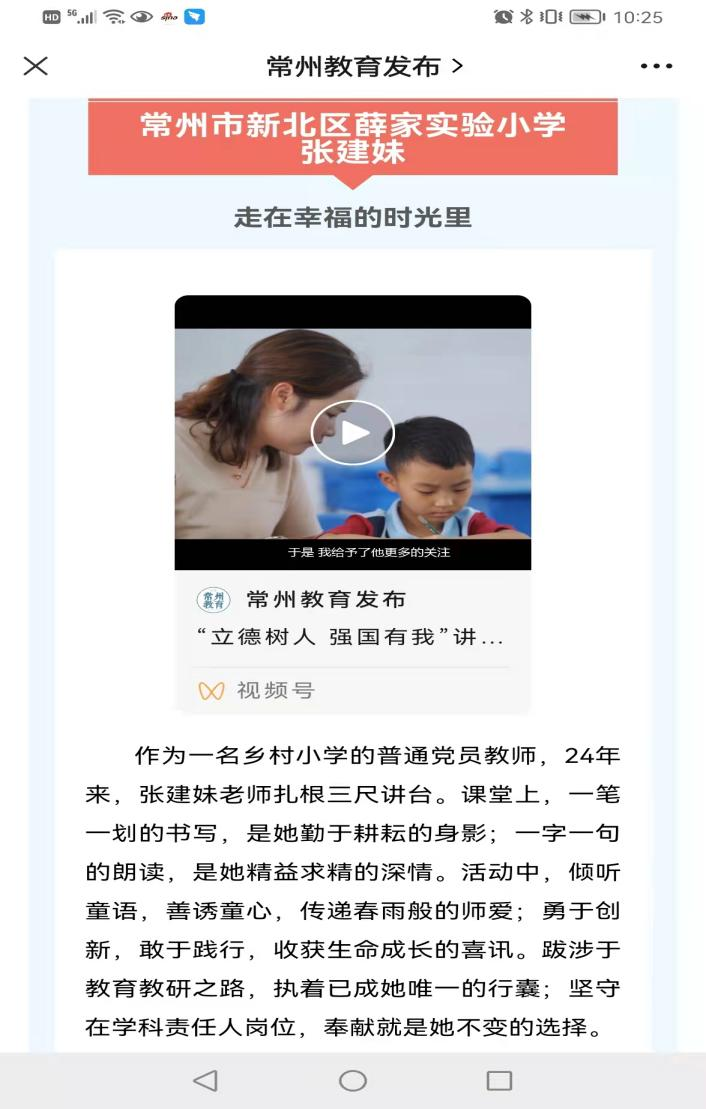 HD 5G 10:25
常州教育发布 >
常州市新北区薛家实验小学
张建妹
走在幸福的时光里
于是 我给予了他更多的关注
常州教育 常州教育发布
“立德树人 强国有我”讲...
视频号
作为一名乡村小学的普通党员教师，24年
来，张建妹老师扎根三尺讲台。课堂上，一笔
一划的书写，是她勤于耕耘的身影；一字一句
的朗读，是她精益求精的深情。活动中，倾听
童语，善诱童心，传递春雨般的师爱；勇于创
新，敢于践行，收获生命成长的喜讯。跋涉于
教育教研之路，执着已成她唯一的行囊；坚守
在学科责任人岗位，奉献就是她不变的选择。